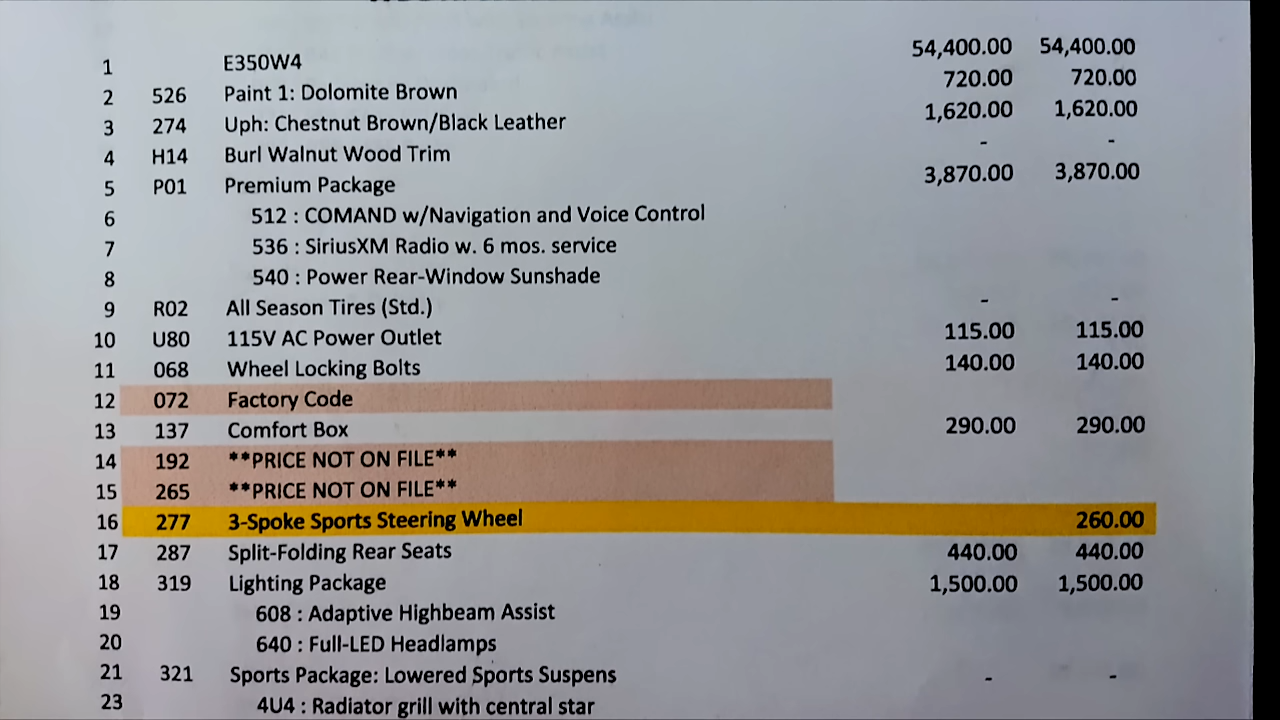 1 E350W4 54,400.00 54,400.00
2 526 Paint 1: Dolomite Brown 720.00 720.00
3 274 Uph: Chestnut Brown/Black Leather 1,620.00 1,620.00
4 H14 Burl Walnut Wood Trim - -
5 P01 Premium Package 3,870.00 3,870.00
6 512 : COMAND w/Navigation and Voice Control
7 536 : SiriusXM Radio w. 6 mos. service
8 540 : Power Rear-Window Sunshade
9 R02 All Season Tires (Std.) - -
10 U80 115V AC Power Outlet 115.00 115.00
11 068 Wheel Locking Bolts 140.00 140.00
12 072 Factory Code
13 137 Comfort Box 290.00 290.00
14 192 **PRICE NOT ON FILE**
15 265 **PRICE NOT ON FILE**
16 277 3-Spoke Sports Steering Wheel 260.00
17 287 Split-Folding Rear Seats 440.00 440.00
18 319 Lighting Package 1,500.00 1,500.00
19 608 : Adaptive Highbeam Assist
20 640 : Full-LED Headlamps
21 321 Sports Package: Lowered Sports Suspens - -
23 4U4 : Radiator grill with central star